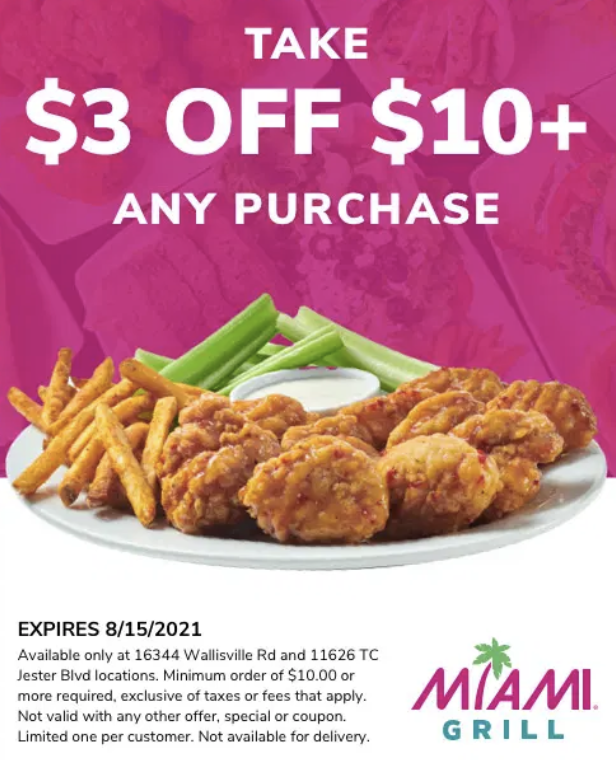 TAKE
$3 OFF $10+
ANY PURCHASE
EXPIRES 8/15/2021
Available only at 16344 Wallisville Rd and 11626 TC
Jester Blvd locations. Minimum order of $10.00 or
more required, exclusive of taxes or fees that apply.
Not valid with any other offer, special or coupon.
Limited one per customer. Not available for delivery.
MIAMI
GRILL